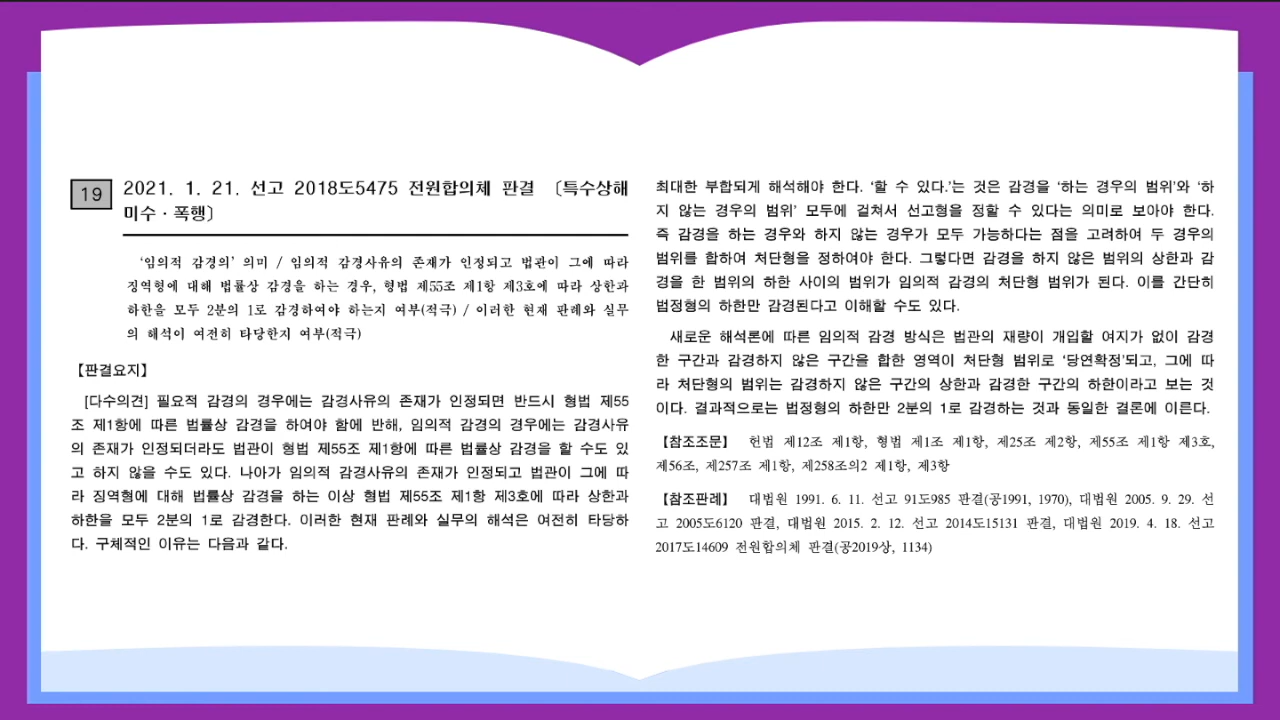 19
2021. 1. 21. 선고 2018도5475 전원합의체 판결 〔특수상해
미수·폭행〕
'임의적 감경의' 의미 / 임의적 감경사유의 존재가 인정되고 법관이 그에 따라
징역형에 대해 법률상 감경을 하는 경우, 형법 제55조 제1항 제3호에 따라 상한과
하한을 모두 2분의 1로 감경하여야 하는지 여부(적극) / 이러한 현재 판례와 실무
의 해석이 여전히 타당한지 여부(적극)
【판결요지】
[다수의견] 필요적 감경의 경우에는 감경사유의 존재가 인정되면 반드시 형법 제55
조 제1항에 따른 법률상 감경을 하여야 함에 반해, 임의적 감경의 경우에는 감경사유
의 존재가 인정되더라도 법관이 형법 제55조 제1항에 따른 법률상 감경을 할 수도 있
고 하지 않을 수도 있다. 나아가 임의적 감경사유의 존재가 인정되고 법관이 그에 따
라 징역형에 대해 법률상 감경을 하는 이상 형법 제55조 제1항 제3호에 따라 상한과
하한을 모두 2분의 1로 감경한다. 이러한 현재 판례와 실무의 해석은 여전히 타당하
다. 구체적인 이유는 다음과 같다.
최대한 부합되게 해석해야 한다. '할 수 있다.'는 것은 감경을 '하는 경우의 범위'와 '하
지 않는 경우의 범위' 모두에 걸쳐서 선고형을 정할 수 있다는 의미로 보아야 한다.
즉 감경을 하는 경우와 하지 않는 경우가 모두 가능하다는 점을 고려하여 두 경우의
범위를 합하여 처단형을 정하여야 한다. 그렇다면 감경을 하지 않은 범위의 상한과 감
경을 한 범위의 하한 사이의 범위가 임의적 감경의 처단형 범위가 된다. 이를 간단히
법정형의 하한만 감경된다고 이해할 수도 있다.
새로운 해석론에 따른 임의적 감경 방식은 법관의 재량이 개입할 여지가 없이 감경
한 구간과 감경하지 않은 구간을 합한 영역이 처단형 범위로 '당연확정'되고, 그에 따
라 처단형의 범위는 감경하지 않은 구간의 상한과 감경한 구간의 하한이라고 보는 것
이다. 결과적으로는 법정형의 하한만 2분의 1로 감경하는 것과 동일한 결론에 이른다.
【참조조문】 헌법 제12조 제1항, 형법 제1조 제1항, 제25조 제2항, 제55조 제1항 제3호,
제56조, 제257조 제1항, 제258조의2 제1항, 제3항
【참조판례】 대법원 1991. 6. 11. 선고 91도985 판결(공1991, 1970), 대법원 2005. 9. 29. 선
고 2005도6120 판결, 대법원 2015. 2. 12. 선고 2014도15131 판결, 대법원 2019. 4. 18. 선고
2017도14609 전원합의체 판결(공2019상, 1134)